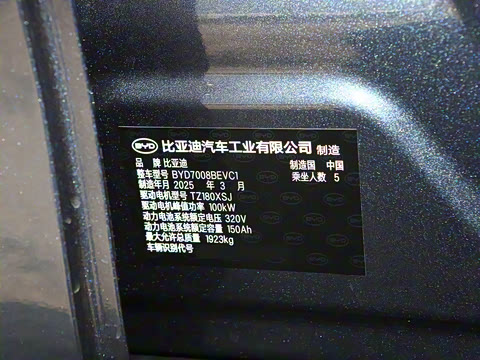 BYD 比亚迪汽车工业有限公司 制造
品 牌 比亚迪 制造国 中国
整车型号 BYD7008BEVC1 乘坐人数 5
制造年月 2025 年 3 月
驱动电机型号 TZ180XSJ
驱动电机峰值功率 100kW
动力电池系统额定电压 320V
动力电池系统额定容量 150Ah
最大允许总质量 1923kg
车辆识别代号